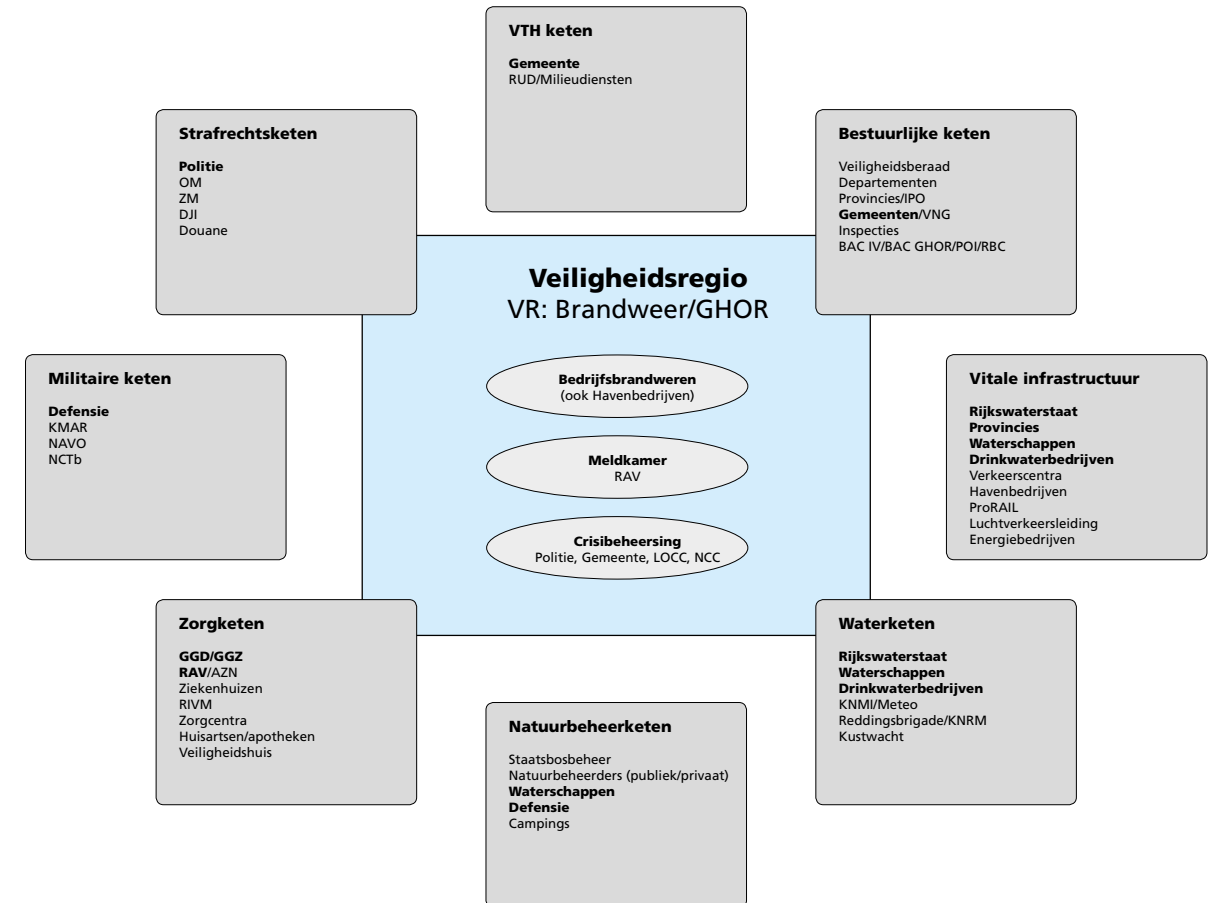 VTH keten
Gemeente
RUD/Milieudiensten
Strafrechtsketen
Politie
OM
ZM
DJI
Douane
Bestuurlijke keten
Veiligheidsberaad
Departementen
Provincies/IPO
Gemeenten/VNG
Inspecties
BAC IV/BAC GHOR/POI/RBC
Veiligheidsregio
VR: Brandweer/GHOR
Bedrijfsbrandweren
(ook Havenbedrijven)
Meldkamer
RAV
Crisibeheersing
Politie, Gemeente, LOCC, NCC
Militaire keten
Defensie
KMAR
NAVO
NCTb
Vitale infrastructuur
Rijkswaterstaat
Provincies
Waterschappen
Drinkwaterbedrijven
Verkeerscentra
Havenbedrijven
ProRAIL
Luchtverkeersleiding
Energiebedrijven
Zorgketen
GGD/GGZ
RAV/AZN
Ziekenhuizen
RIVM
Zorgcentra
Huisartsen/apotheken
Veiligheidshuis
Natuurbeheerketen
Staatsbosbeheer
Natuurbeheerders (publiek/privaat)
Waterschappen
Defensie
Campings
Waterketen
Rijkswaterstaat
Waterschappen
Drinkwaterbedrijven
KNMI/Meteo
Reddingsbrigade/KNRM
Kustwacht